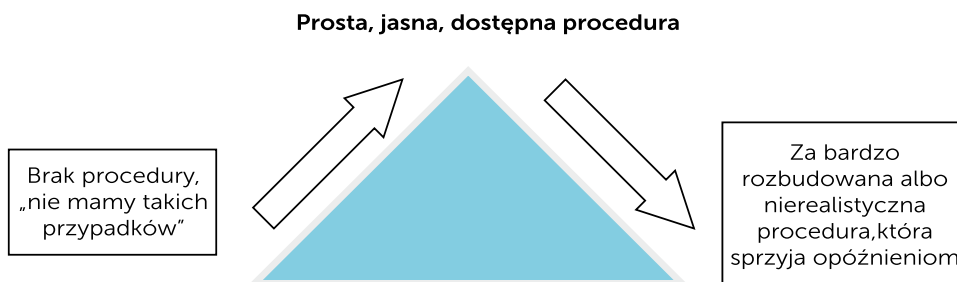 Prosta, jasna, dostępna procedura
Brak procedury,
„nie mamy takich
przypadków”
Za bardzo
rozbudowana albo
nierealistyczna
procedura,która
sprzyja opóźnieniom